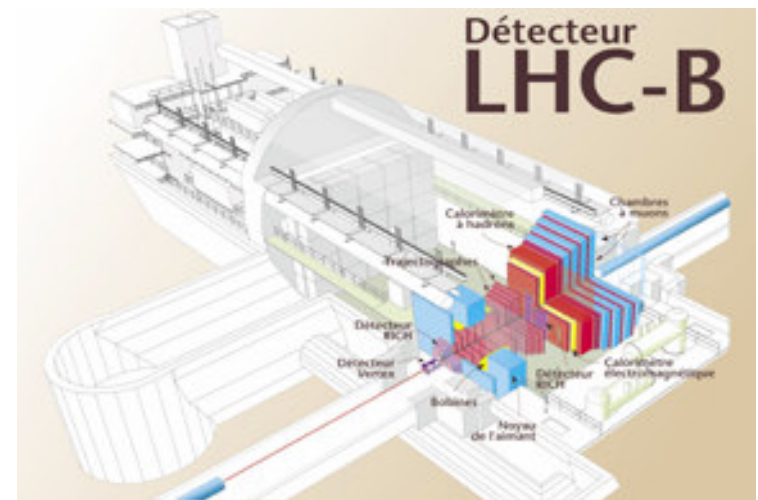 Détecteur
LHC-B
Chambres
à muons
Calorimètre
à hadrons
Trajectographes
Détecteur
RICH
Détecteur
Vertex
Bobines
Noyau
de l'aimant
Détecteur
RICH
Calorimètre
électromagnétique